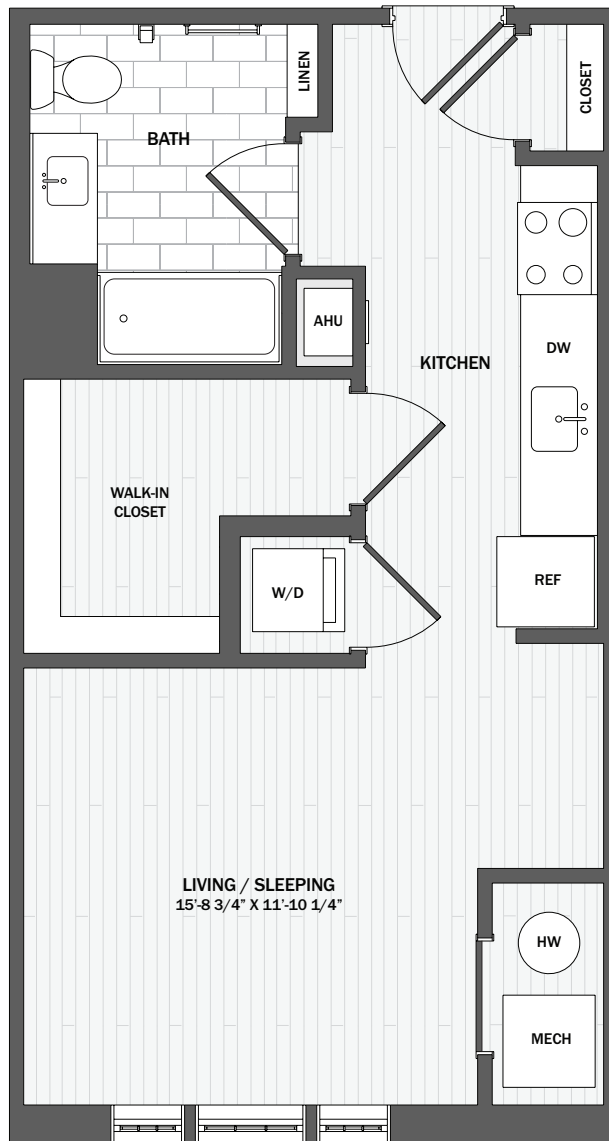 LINEN
CLOSET
BATH
AHU
DW
KITCHEN
WALK-IN
CLOSET
W/D
REF
LIVING / SLEEPING
15'-8 3/4" X 11'-10 1/4"
HW
MECH